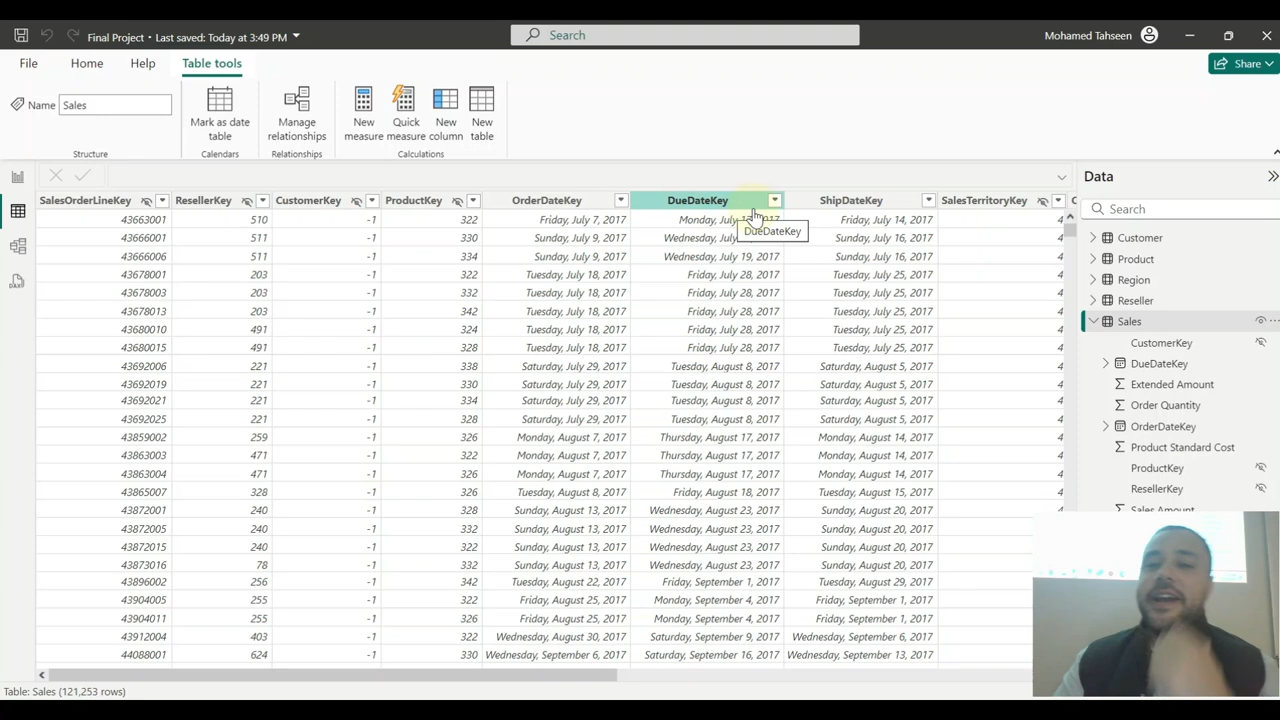 Final Project • Last saved: Today at 3:49 PM
Search
Mohamed Tahseen
File Home Help Table tools
Share
Name Sales
Mark as date table
Manage relationships
New measure
Quick measure
New column
New table
Structure
Calendars
Relationships
Calculations
SalesOrderLineKey ResellerKey CustomerKey ProductKey OrderDateKey DueDateKey ShipDateKey SalesTerritoryKey
43663001 510 -1 322 Friday, July 7, 2017 Monday, July 2017 Friday, July 14, 2017 4
43666001 511 -1 330 Sunday, July 9, 2017 Wednesday, July Sunday, July 16, 2017 4
43666006 511 -1 334 Sunday, July 9, 2017 Wednesday, July 19, 2017 Sunday, July 16, 2017 4
43678001 203 -1 322 Tuesday, July 18, 2017 Friday, July 28, 2017 Tuesday, July 25, 2017 4
43678003 203 -1 332 Tuesday, July 18, 2017 Friday, July 28, 2017 Tuesday, July 25, 2017 4
43678013 203 -1 342 Tuesday, July 18, 2017 Friday, July 28, 2017 Tuesday, July 25, 2017 4
43680010 491 -1 324 Tuesday, July 18, 2017 Friday, July 28, 2017 Tuesday, July 25, 2017 4
43680015 491 -1 328 Tuesday, July 18, 2017 Friday, July 28, 2017 Tuesday, July 25, 2017 4
43692006 221 -1 338 Saturday, July 29, 2017 Tuesday, August 8, 2017 Saturday, August 5, 2017 4
43692019 221 -1 330 Saturday, July 29, 2017 Tuesday, August 8, 2017 Saturday, August 5, 2017 4
43692021 221 -1 334 Saturday, July 29, 2017 Tuesday, August 8, 2017 Saturday, August 5, 2017 4
43692025 221 -1 328 Saturday, July 29, 2017 Tuesday, August 8, 2017 Saturday, August 5, 2017 4
43859002 259 -1 326 Monday, August 7, 2017 Thursday, August 17, 2017 Monday, August 14, 2017 4
43863003 471 -1 322 Monday, August 7, 2017 Thursday, August 17, 2017 Monday, August 14, 2017 4
43863004 471 -1 326 Monday, August 7, 2017 Thursday, August 17, 2017 Monday, August 14, 2017 4
43865007 328 -1 326 Tuesday, August 8, 2017 Friday, August 18, 2017 Tuesday, August 15, 2017 4
43872001 240 -1 328 Sunday, August 13, 2017 Wednesday, August 23, 2017 Sunday, August 20, 2017 4
43872005 240 -1 332 Sunday, August 13, 2017 Wednesday, August 23, 2017 Sunday, August 20, 2017 4
43872015 240 -1 322 Sunday, August 13, 2017 Wednesday, August 23, 2017 Sunday, August 20, 2017
43873016 78 -1 332 Sunday, August 13, 2017 Wednesday, August 23, 2017 Sunday, August 20, 2017
43896002 256 -1 342 Tuesday, August 22, 2017 Friday, September 1, 2017 Tuesday, August 29, 2017
43904005 255 -1 322 Friday, August 25, 2017 Monday, September 4, 2017 Friday, September 1, 2017
43904011 255 -1 326 Friday, August 25, 2017 Monday, September 4, 2017 Friday, September 1, 2017
43912004 403 -1 322 Wednesday, August 30, 2017 Saturday, September 9, 2017 Wednesday, September 6, 2017
44088001 624 -1 330 Wednesday, September 6, 2017 Saturday, September 16, 2017 Wednesday, September 13, 2017
DueDateKey
Data
Search
Customer
Product
Region
Reseller
Sales
CustomerKey
DueDateKey
Extended Amount
Order Quantity
OrderDateKey
Product Standard Cost
ProductKey
ResellerKey
Sales Amount
Table: Sales (121,253 rows)